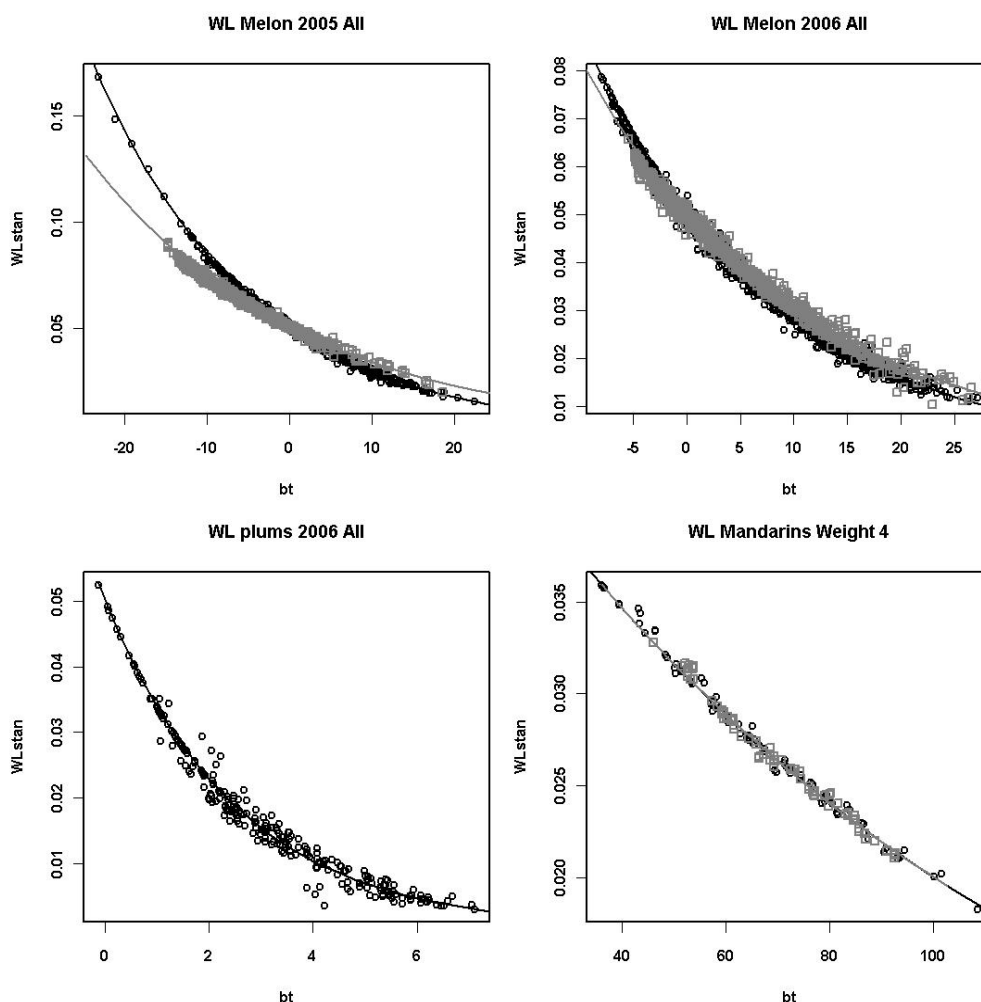 WL Melon 2005 All
WLstan
0.15
0.10
0.05
-20 -10 0 10 20
bt
WL Melon 2006 All
WLstan
0.08
0.07
0.06
0.05
0.04
0.03
0.02
0.01
-5 0 5 10 15 20 25
bt
WL plums 2006 All
WLstan
0.05
0.04
0.03
0.02
0.01
0 2 4 6
bt
WL Mandarins Weight 4
WLstan
0.035
0.030
0.025
0.020
40 60 80 100
bt